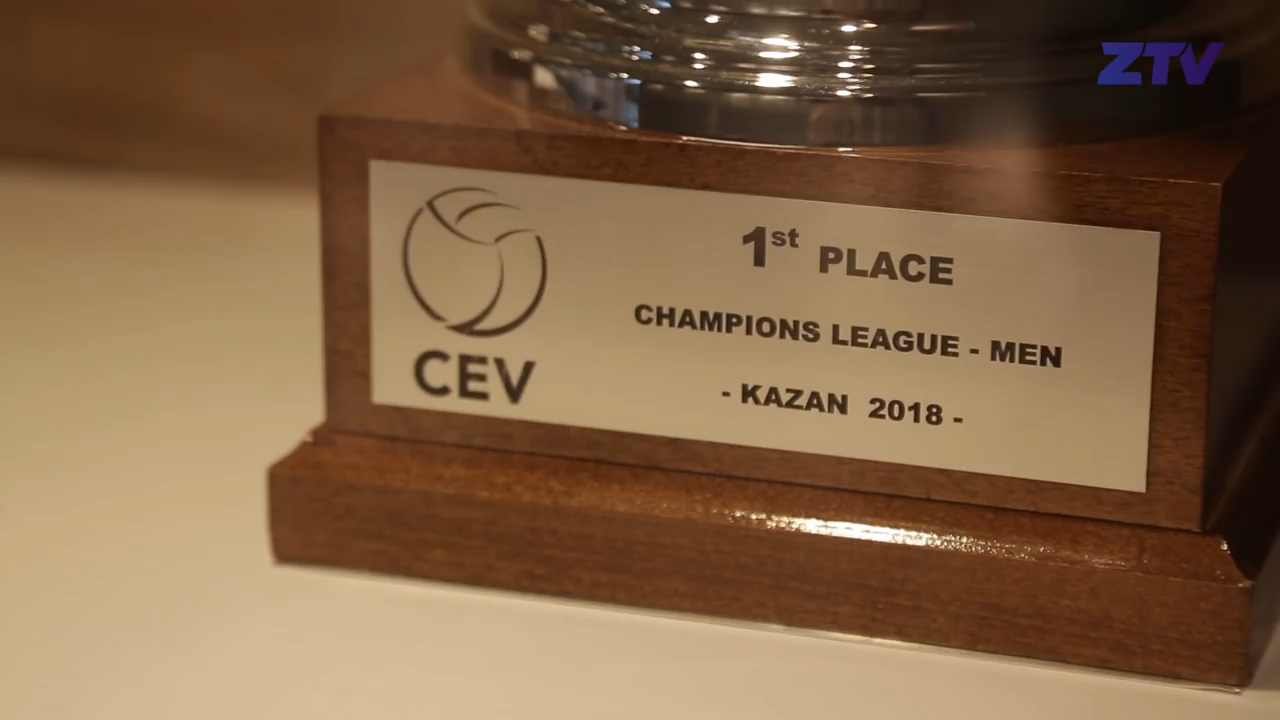 ZTV
1st PLACE
CHAMPIONS LEAGUE - MEN
- KAZAN 2018 -
CEV